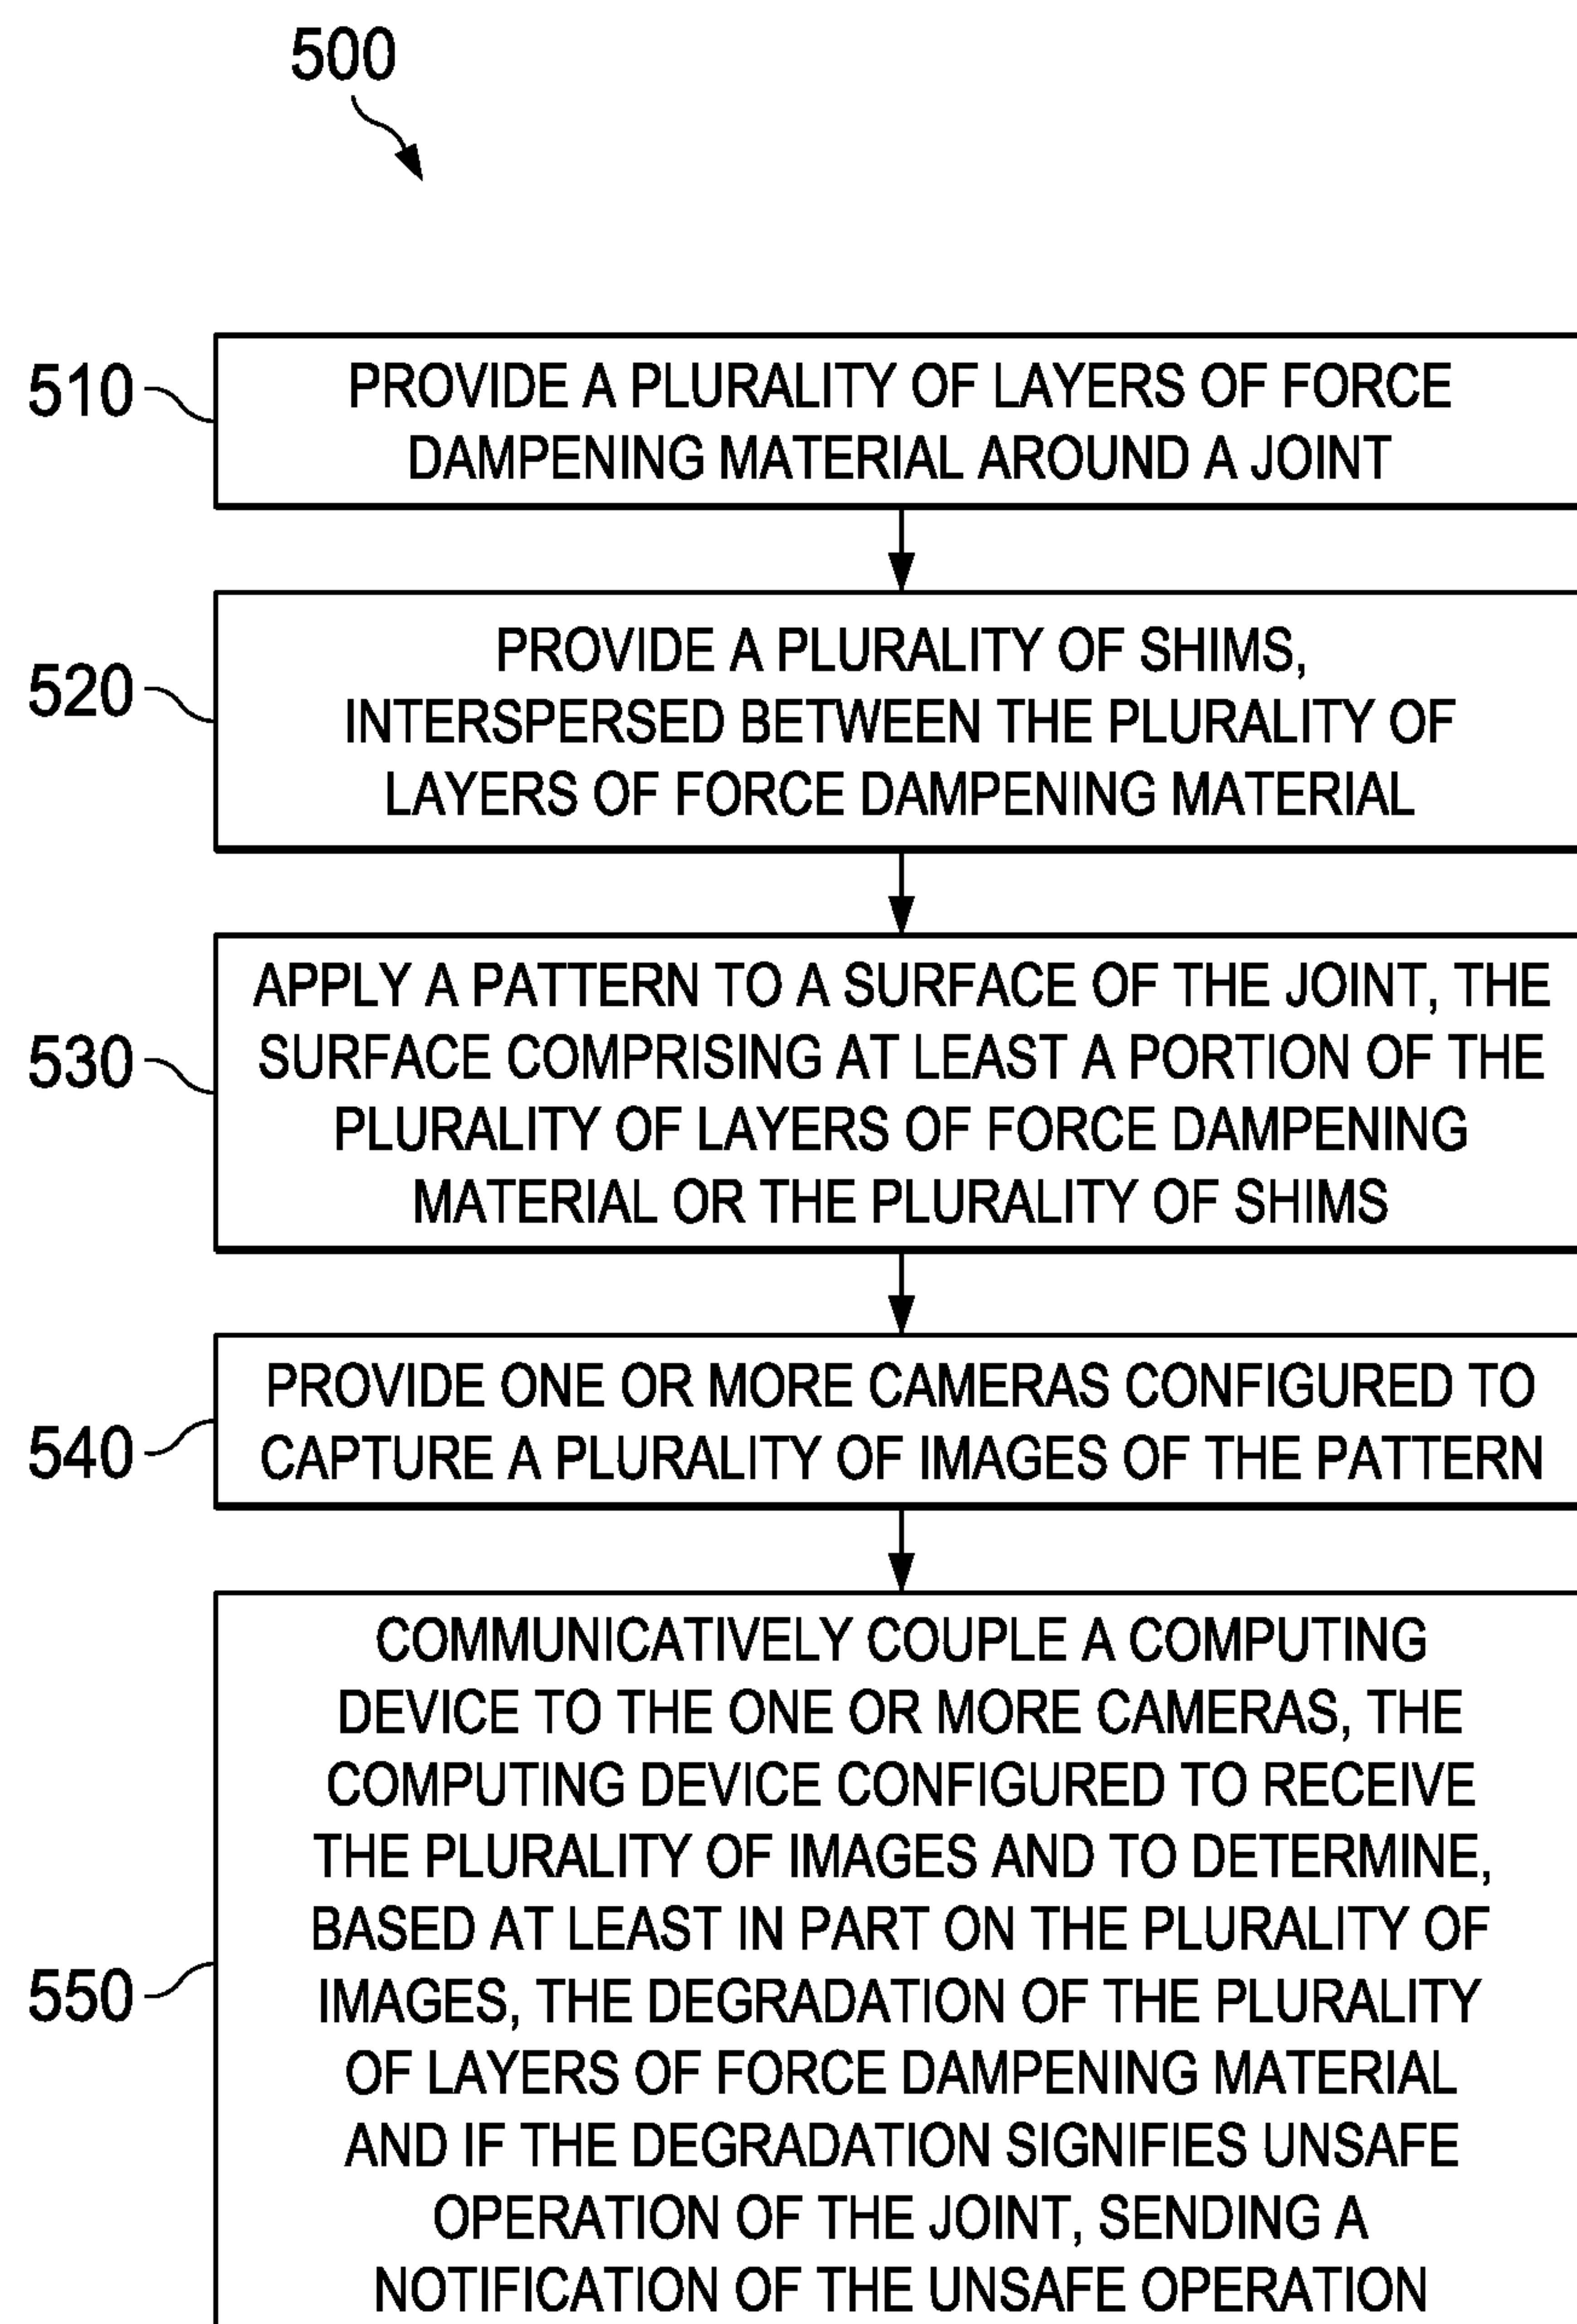 500
510
PROVIDE A PLURALITY OF LAYERS OF FORCE
DAMPENING MATERIAL AROUND A JOINT
520
PROVIDE A PLURALITY OF SHIMS,
INTERSPERSED BETWEEN THE PLURALITY OF
LAYERS OF FORCE DAMPENING MATERIAL
530
APPLY A PATTERN TO A SURFACE OF THE JOINT, THE
SURFACE COMPRISING AT LEAST A PORTION OF THE
PLURALITY OF LAYERS OF FORCE DAMPENING
MATERIAL OR THE PLURALITY OF SHIMS
540
PROVIDE ONE OR MORE CAMERAS CONFIGURED TO
CAPTURE A PLURALITY OF IMAGES OF THE PATTERN
550
COMMUNICATIVELY COUPLE A COMPUTING
DEVICE TO THE ONE OR MORE CAMERAS, THE
COMPUTING DEVICE CONFIGURED TO RECEIVE
THE PLURALITY OF IMAGES AND TO DETERMINE,
BASED AT LEAST IN PART ON THE PLURALITY OF
IMAGES, THE DEGRADATION OF THE PLURALITY
OF LAYERS OF FORCE DAMPENING MATERIAL
AND IF THE DEGRADATION SIGNIFIES UNSAFE
OPERATION OF THE JOINT, SENDING A
NOTIFICATION OF THE UNSAFE OPERATION